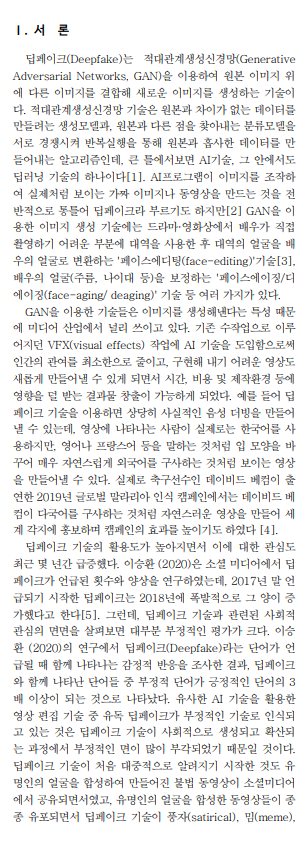 Ⅰ. 서 론
딥페이크(Deepfake)는 적대관계생성신경망(Generative
Adversarial Networks, GAN)을 이용하여 원본 이미지 위
에 다른 이미지를 결합해 새로운 이미지를 생성하는 기술이
다. 적대관계생성신경망 기술은 원본과 차이가 없는 데이터를
만들려는 생성모델과, 원본과 다른 점을 찾아내는 분류모델을
서로 경쟁시켜 반복실행을 통해 원본과 흡사한 데이터를 만
들어내는 알고리즘인데, 큰 틀에서보면 AI기술, 그 안에서도
딥러닝 기술의 하나이다[1]. AI프로그램이 이미지를 조작하
여 실제처럼 보이는 가짜 이미지나 동영상을 만드는 것을 전
반적으로 통틀어 딥페이크라 부르기도 하지만[2] GAN을 이
용한 이미지 생성 기술에는 드라마·영화상에서 배우가 직접
촬영하기 어려운 부분에 대역을 사용한 후 대역의 얼굴을 배
우의 얼굴로 변환하는 '페이스에딩(face-editing)'기술[3],
배우의 얼굴(주름, 나이대 등)을 보정하는 '페이스에이징/디
에이징(face-aging/ deaging)' 기술 등 여러 가지가 있다.
GAN을 이용한 기술들은 이미지를 생성해낸다는 특성 때문
에 미디어 산업에서 널리 쓰이고 있다. 기존 수작업으로 이루
어지던 VFX(visual effects) 작업에 AI 기술을 도입함으로써
인간의 관여를 최소한으로 줄이고, 구현해 내기 어려운 영상도
새롭게 만들어낼 수 있게 되면서 시간, 비용 및 제작환경 등에
영향을 덜 받는 결과물 창출이 가능하게 되었다. 예를 들어 딥
페이크 기술을 이용하면 상당히 사실적인 음성 더빙을 만들어
낼 수 있는데, 영상에 나타나는 사람이 실제로는 한국어를 사
용하지만, 영어나 프랑스어 등을 말하는 것처럼 입 모양을 바
꾸어 매우 자연스럽게 외국어를 구사하는 것처럼 보이는 영상
을 만들어낼 수 있다. 실제로 축구선수인 데이비드 베컴이 출
연한 2019년 글로벌 말라리아 인식 캠페인에서는 데이비드 베
컴이 다국어를 구사하는 것처럼 자연스러운 영상을 만들어 세
계 각지에 홍보하며 캠페인의 효과를 높이기도 하였다 [4].
딥페이크 기술의 활용도가 높아지면서 이에 대한 관심도
최근 몇 년간 급증했다. 이승환 (2020)은 소셜 미디어에서 딥
페이크가 언급된 횟수와 양상을 연구하였는데, 2017년 말 언
급되기 시작한 딥페이크는 2018년에 폭발적으로 그 양이 증
가했다고 한다[5]. 그런데, 딥페이크 기술과 관련된 사회적
관심의 면면을 살펴보면 대부분 부정적인 평가가 크다. 이승
환 (2020)의 연구에서 딥페이크(Deepfake)라는 단어가 언
급될 때 함께 나타나는 감정적 반응을 조사한 결과, 딥페이크
와 함께 나타난 단어들 중 부정적 단어가 긍정적인 단어의 3
배 이상이 되는 것으로 나타났다. 유사한 AI 기술을 활용한
영상 편집 기술 중 유독 딥페이크가 부정적인 기술로 인식되
고 있는 것은 딥페이크 기술이 사회적으로 생성되고 확산되
는 과정에서 부정적인 면이 많이 부각되었기 때문일 것이다.
딥페이크 기술이 처음 대중적으로 알려지기 시작한 것도 유
명인의 얼굴을 합성하여 만들어진 불법 동영상이 소셜미디어
에서 공유되면서였고, 유명인의 얼굴을 합성한 동영상들이 종
종 유포되면서 딥페이크 기술이 풍자(satirical), 밈(meme),